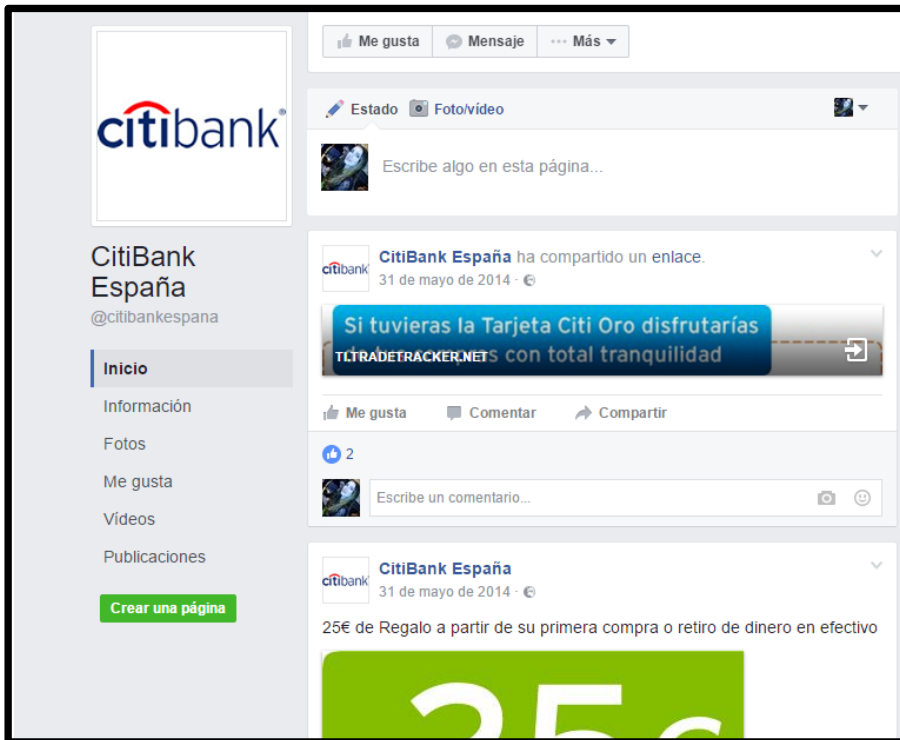 citibank
CitiBank
España
@citibankespana
Inicio
Información
Fotos
Me gusta
Vídeos
Publicaciones
Crear una página
Me gusta Mensaje ··· Más
Estado Foto/vídeo
Escribe algo en esta página...
citibank
CitiBank España ha compartido un enlace.
31 de mayo de 2014 ·
Si tuvieras la Tarjeta Citi Oro disfrutarías
con total tranquilidad
TI.TRADETRACKER.NET
Me gusta Comentar Compartir
2
Escribe un comentario...
citibank
CitiBank España
31 de mayo de 2014 ·
25€ de Regalo a partir de su primera compra o retiro de dinero en efectivo